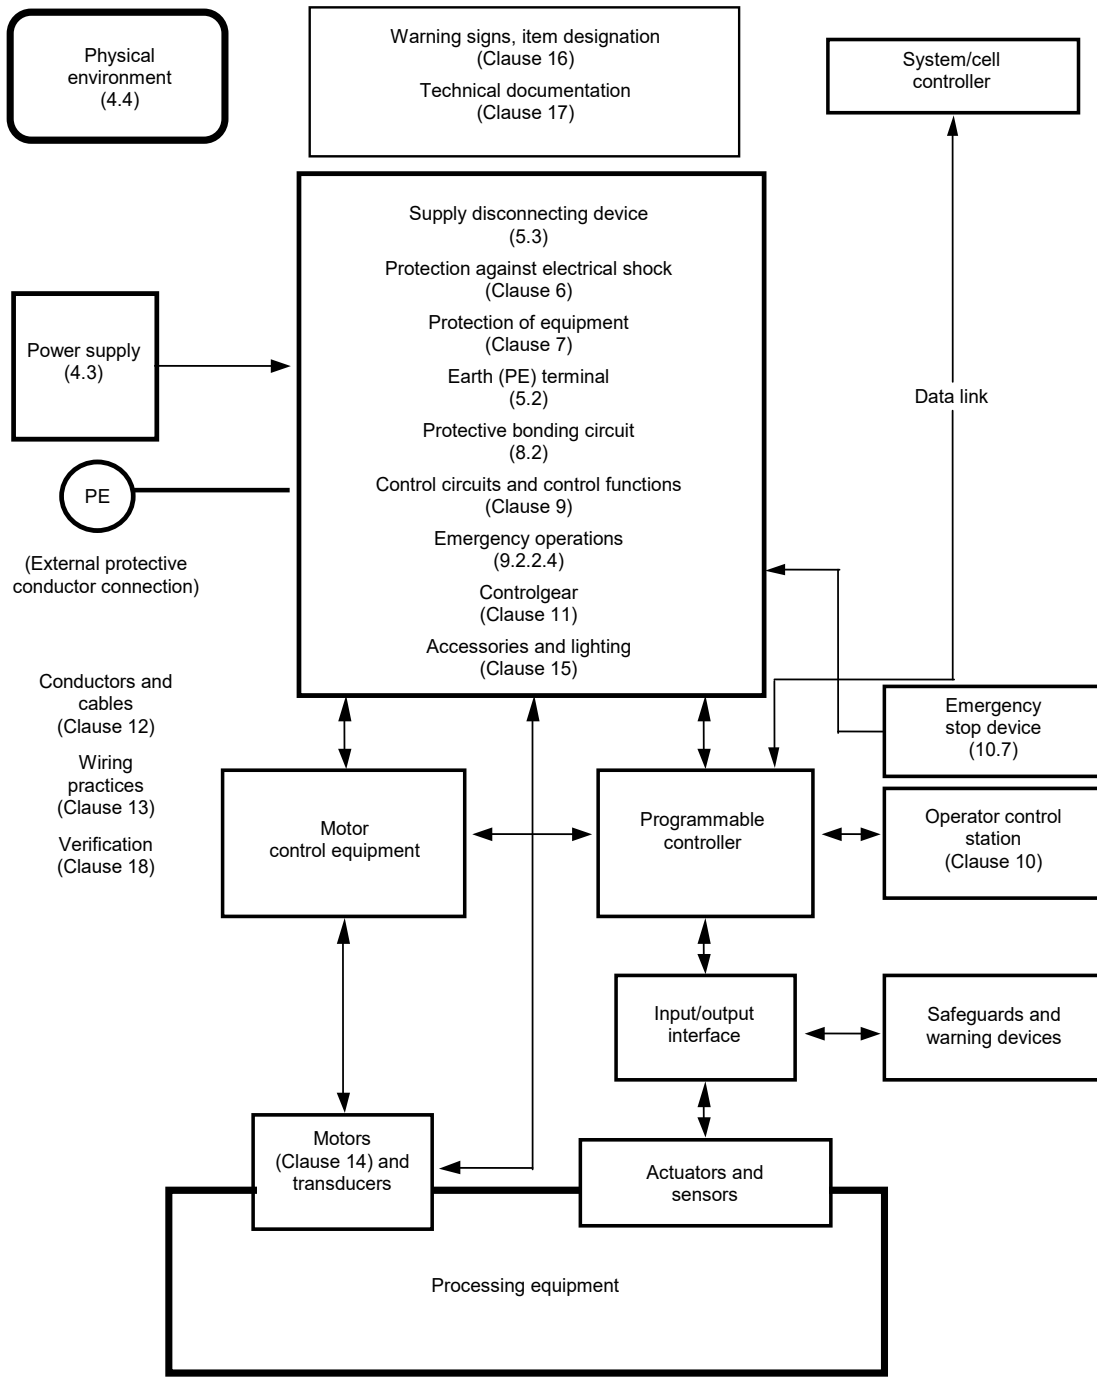 Physical
environment
(4.4)
Warning signs, item designation
(Clause 16)
Technical documentation
(Clause 17)
System/cell
controller
Supply disconnecting device
(5.3)
Protection against electrical shock
(Clause 6)
Protection of equipment
(Clause 7)
Earth (PE) terminal
(5.2)
Protective bonding circuit
(8.2)
Control circuits and control functions
(Clause 9)
Emergency operations
(9.2.2.4)
Controlgear
(Clause 11)
Accessories and lighting
(Clause 15)
Power supply
(4.3)
PE
(External protective
conductor connection)
Data link
Conductors and
cables
(Clause 12)
Wiring
practices
(Clause 13)
Verification
(Clause 18)
Emergency
stop device
(10.7)
Motor
control equipment
Programmable
controller
Operator control
station
(Clause 10)
Input/output
interface
Safeguards and
warning devices
Motors
(Clause 14) and
transducers
Actuators and
sensors
Processing equipment